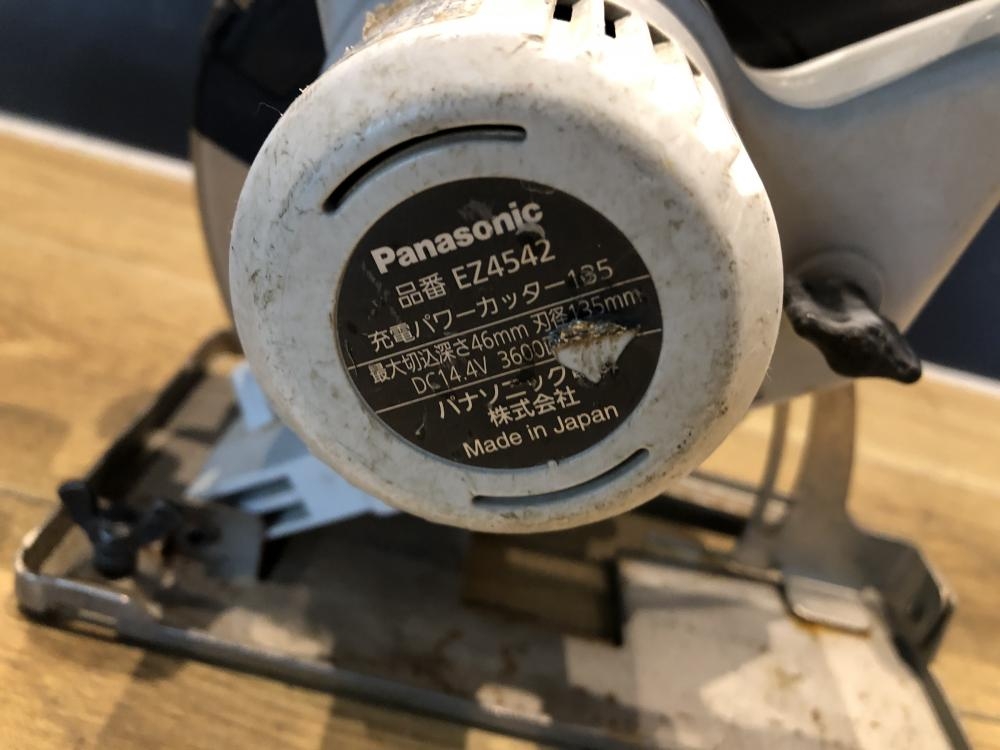 Panasonic
品番 EZ4542
充電パワーカッター135
最大切込深さ46mm 刃径135mm
DC14.4V 3600
パナソニック
株式会社
Made in Japan